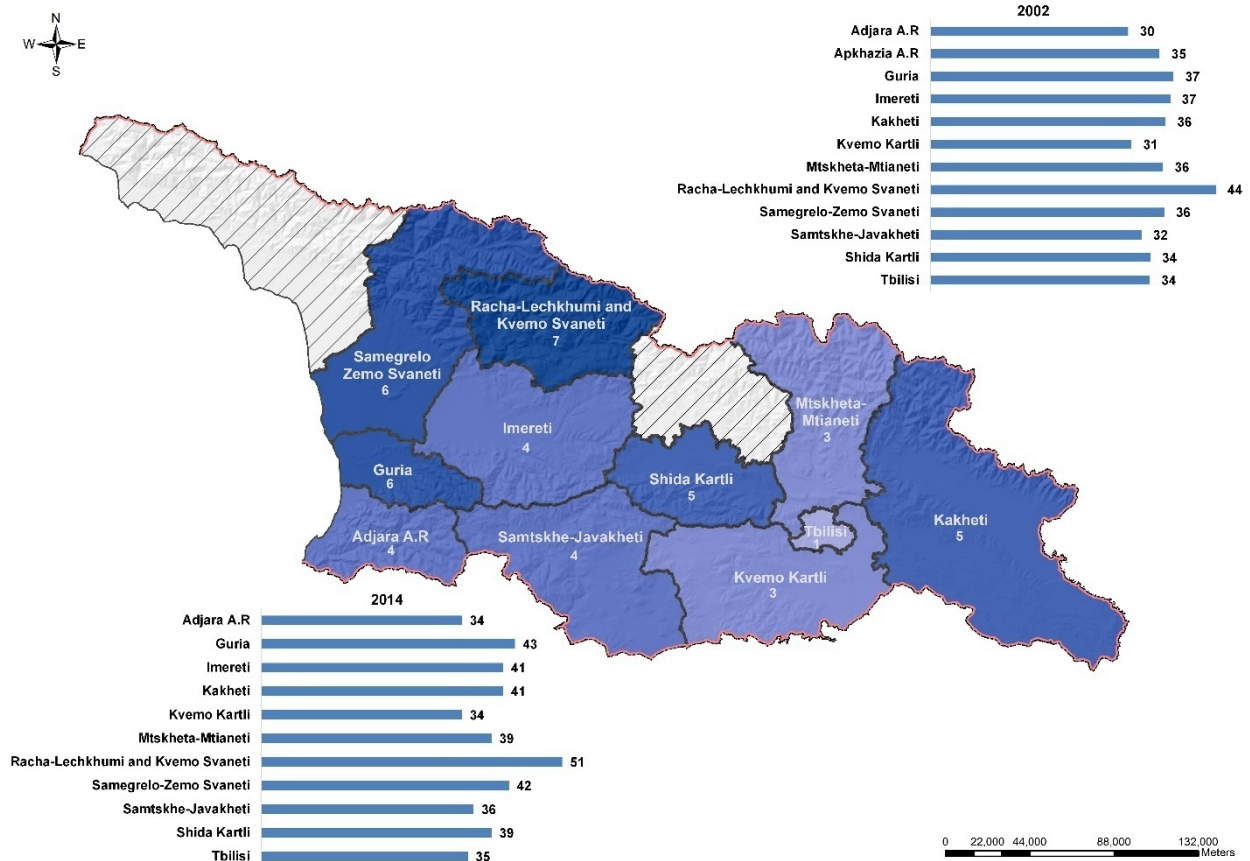 N
W E
S
2002
Adjara A.R 30
Apkhazia A.R 35
Guria 37
Imereti 37
Kakheti 36
Kvemo Kartli 31
Mtskheta-Mtianeti 36
Racha-Lechkhumi and Kvemo Svaneti 44
Samegrelo-Zemo Svaneti 36
Samtskhe-Javakheti 32
Shida Kartli 34
Tbilisi 34
Racha-Lechkhumi and
Kvemo Svaneti
7
Samegrelo
Zemo Svaneti
6
Imereti
4
Guria
6
Adjara A.R
4
Samtskhe-Javakheti
4
Shida Kartli
5
Mtskheta-
Mtianeti
3
Tbilisi
1
Kvemo Kartli
3
Kakheti
5
2014
Adjara A.R 34
Guria 43
Imereti 41
Kakheti 41
Kvemo Kartli 34
Mtskheta-Mtianeti 39
Racha-Lechkhumi and Kvemo Svaneti 51
Samegrelo-Zemo Svaneti 42
Samtskhe-Javakheti 36
Shida Kartli 39
Tbilisi 35
0 22,000 44,000 88,000 132,000
Meters